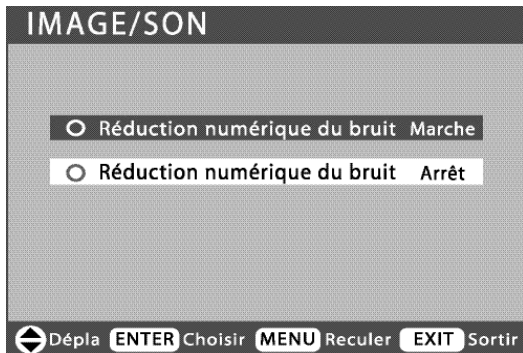 IMAGE/SON
Réduction numérique du bruit Marche
Réduction numérique du bruit Arrêt
Dépla ENTER Choisir MENU Reculer EXIT Sortir